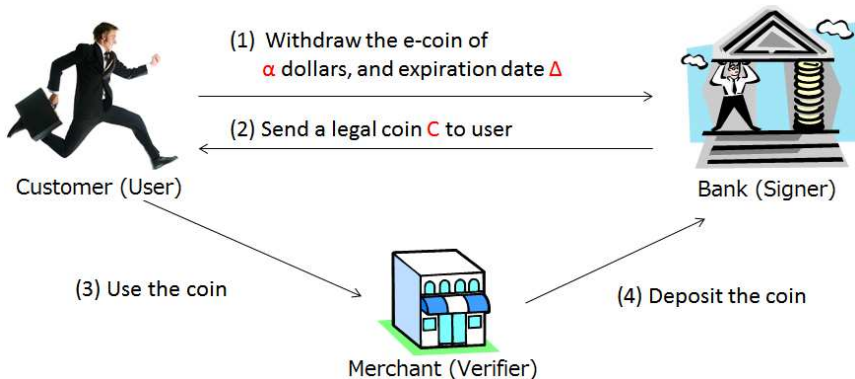 (1) Withdraw the e-coin of
α dollars, and expiration date Δ
(2) Send a legal coin C to user
Customer (User)
Bank (Signer)
(3) Use the coin
(4) Deposit the coin
Merchant (Verifier)